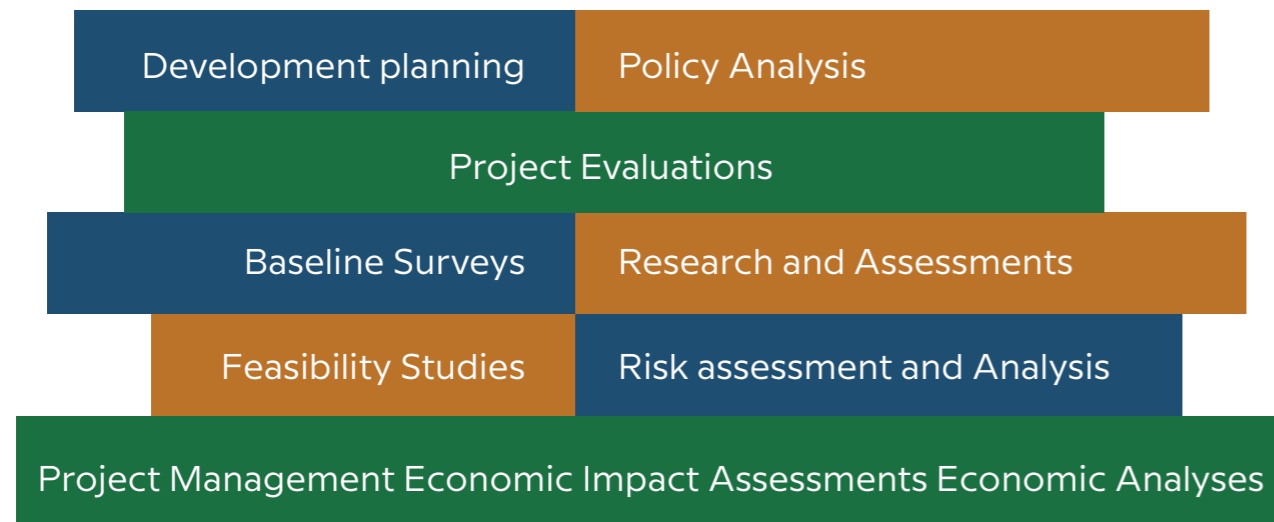 Development planning
Policy Analysis
Project Evaluations
Baseline Surveys
Research and Assessments
Feasibility Studies
Risk assessment and Analysis
Project Management Economic Impact Assessments Economic Analyses